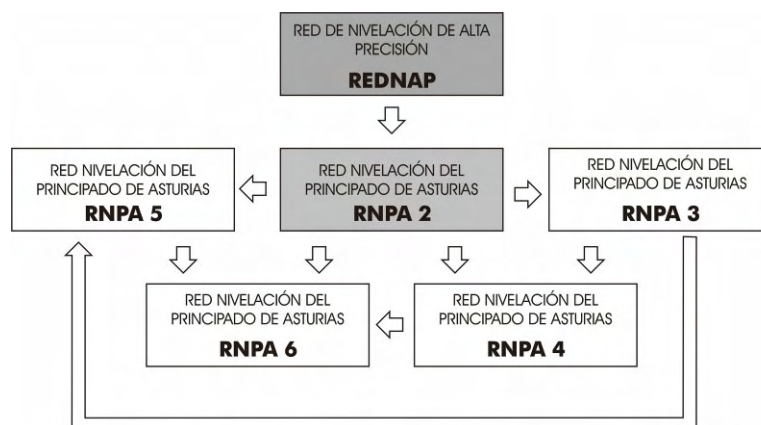 RED DE NIVELACIÓN DE ALTA
PRECISIÓN
REDNAP
RED NIVELACIÓN DEL
PRINCIPADO DE ASTURIAS
RNPA 5
RED NIVELACIÓN DEL
PRINCIPADO DE ASTURIAS
RNPA 2
RED NIVELACIÓN DEL
PRINCIPADO DE ASTURIAS
RNPA 3
RED NIVELACIÓN DEL
PRINCIPADO DE ASTURIAS
RNPA 6
RED NIVELACIÓN DEL
PRINCIPADO DE ASTURIAS
RNPA 4